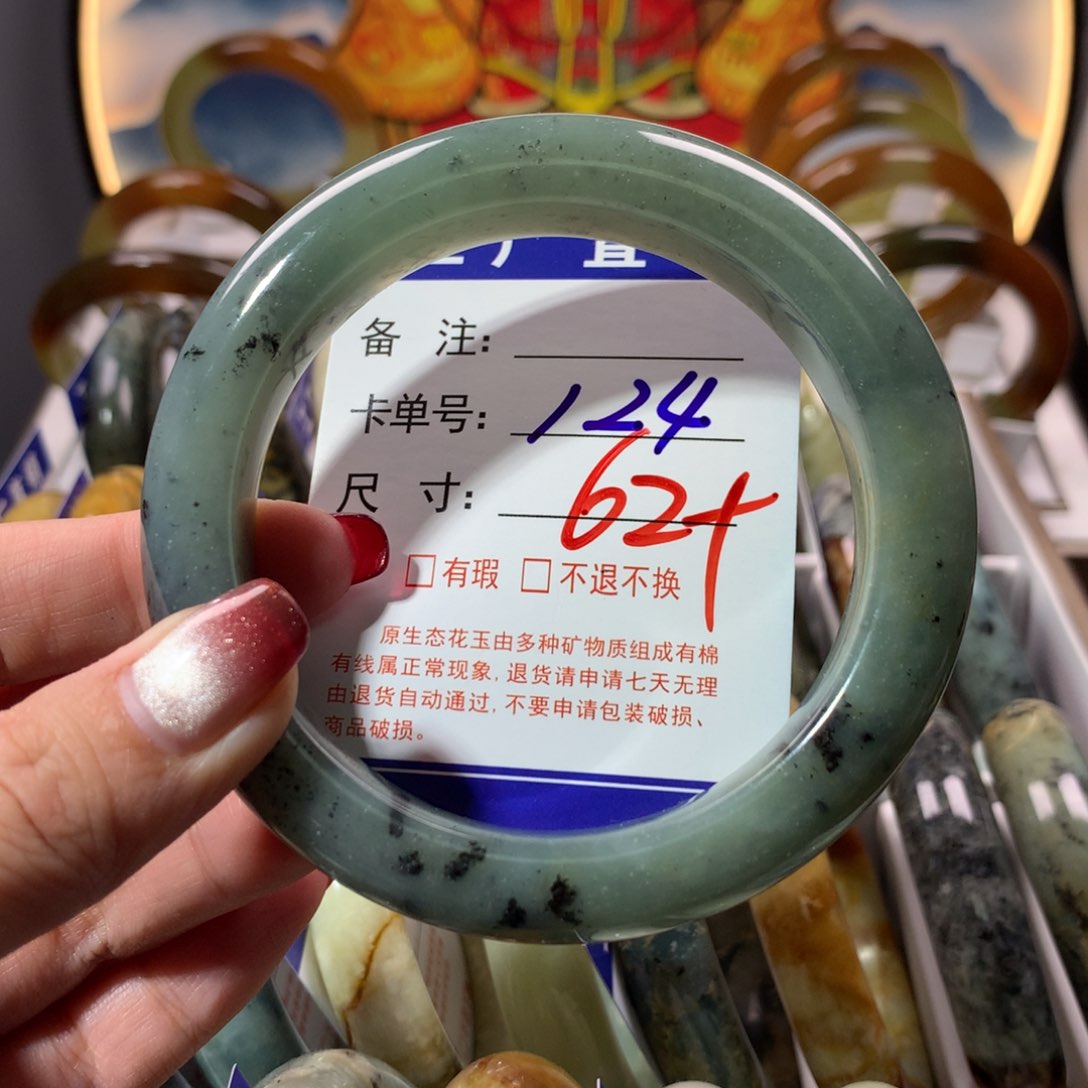 厂 直
备 注:
卡单号: 124
尺 寸: 62+
□有瑕 □不退不换
原生态花玉由多种矿物质组成有棉
有线属正常现象, 退货请申请七天无理
由退货自动通过, 不要申请包装破损、
商品破损。